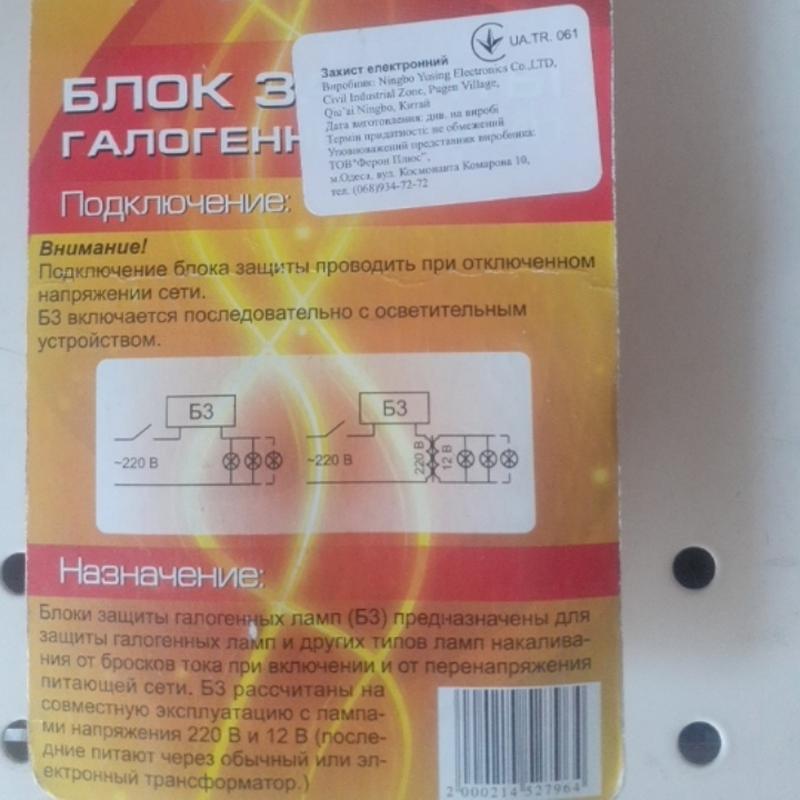 UA.TR. 061
Захист електронний
Виробник: Ningbo Yusing Electronics Co.,LTD,
Civil Industrial Zone, Pugen Village,
Qiu'ai Ningbo, Китай
Дата виготовлення: див. на виробі
Термін придатності: не обмежений
Уповноважений представник виробника:
ТОВ"Ферон Плюс",
м.Одеса, вул. Космонавта Комарова 10,
тел. (068)934-72-72
БЛОК З
ГАЛОГЕНН
Подключение:
Внимание!
Подключение блока защиты проводить при отключенном
напряжении сети.
БЗ включается последовательно с осветительным
устройством.
БЗ
~220 В
БЗ
~220 В
220 В
12 В
Назначение:
Блоки защиты галогенных ламп (БЗ) предназначены для
защиты галогенных ламп и других типов ламп накалива-
ния от бросков тока при включении и от перенапряжения
питающей сети. БЗ рассчитаны на
совместную эксплуатацию с лампа-
ми напряжения 220 В и 12 В (после-
дние питают через обычный или эл-
ектронный трансформатор.)
2 000214 527964